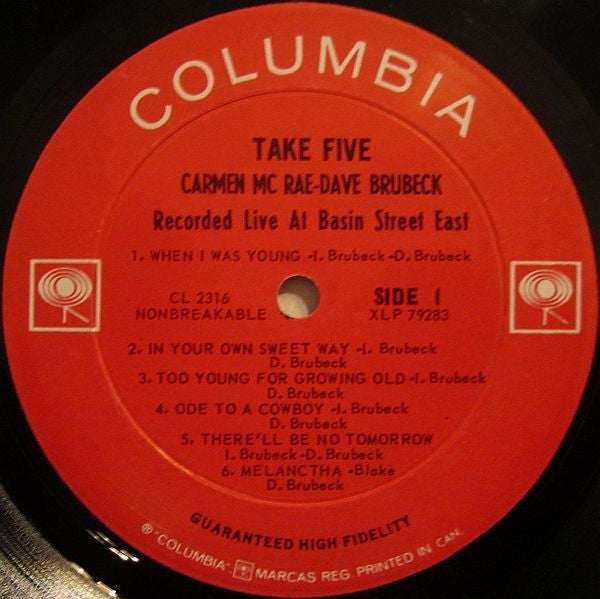 COLUMBIA
TAKE FIVE
CARMEN MC RAE-DAVE BRUBECK
Recorded Live At Basin Street East
1. WHEN I WAS YOUNG -I. Brubeck -D. Brubeck
CL 2316
NONBREAKABLE
SIDE 1
XLP 79283
2. IN YOUR OWN SWEET WAY -I. Brubeck
D. Brubeck
3. TOO YOUNG FOR GROWING OLD -I. Brubeck
D. Brubeck
4. ODE TO A COWBOY -I. Brubeck
D. Brubeck
5. THERE'LL BE NO TOMORROW
I. Brubeck -D. Brubeck
6. MELANCTHA -Blake
D. Brubeck
GUARANTEED HIGH FIDELITY
® "COLUMBIA" MARCAS REG. PRINTED IN CAN.